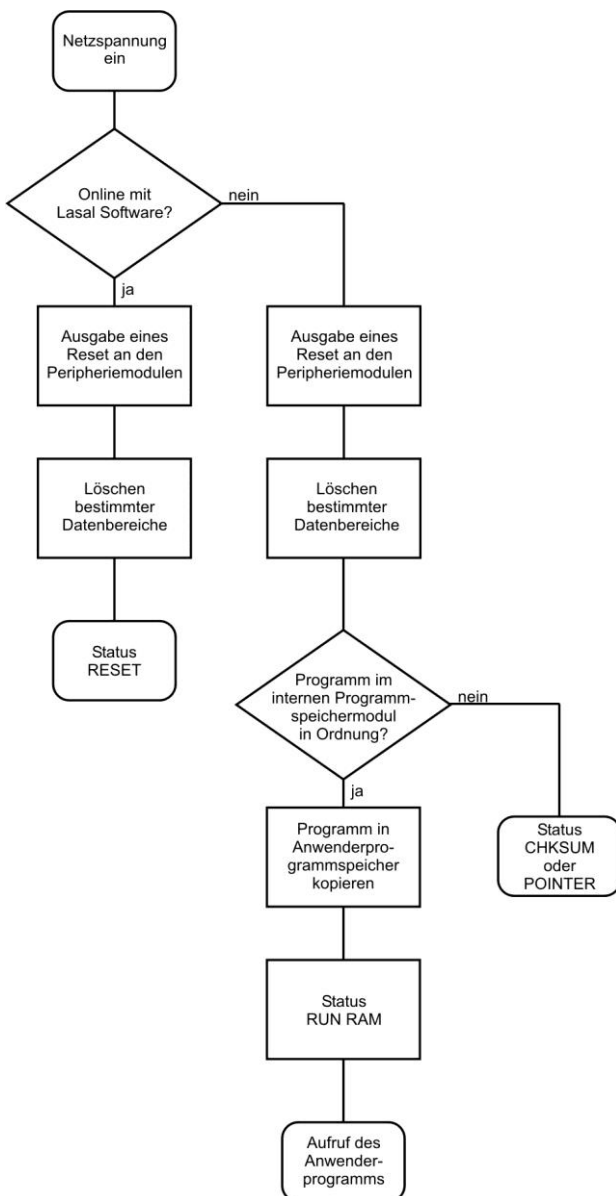 Netzspannung
ein
Online mit
Lasal Software?
nein
ja
Ausgabe eines
Reset an den
Peripheriemodulen
Ausgabe eines
Reset an den
Peripheriemodulen
Löschen
bestimmter
Datenbereiche
Löschen
bestimmter
Datenbereiche
Status
RESET
Programm im
internen Programm-
speichermodul
in Ordnung?
nein
ja
Programm in
Anwenderpro-
grammspeicher
kopieren
Status
CHKSUM
oder
POINTER
Status
RUN RAM
Aufruf des
Anwender-
programms